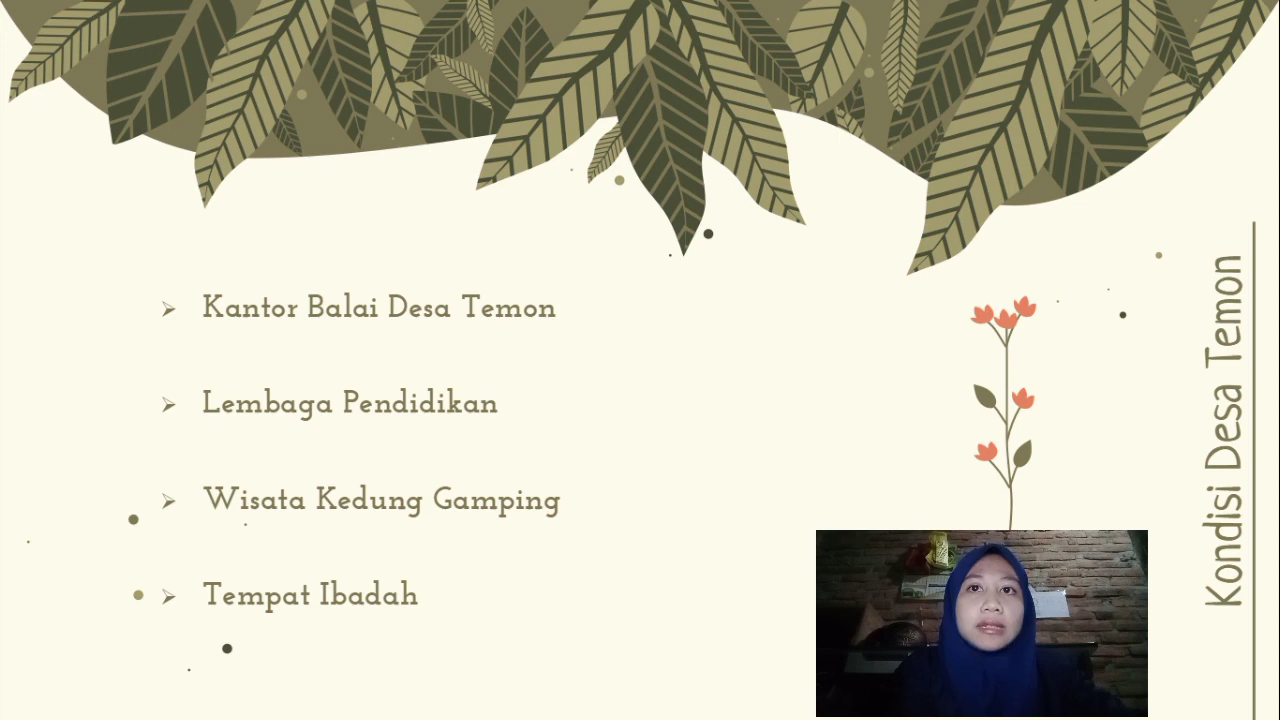 Kantor Balai Desa Temon
Lembaga Pendidikan
Wisata Kedung Gamping
Tempat Ibadah
Kondisi Desa Temon